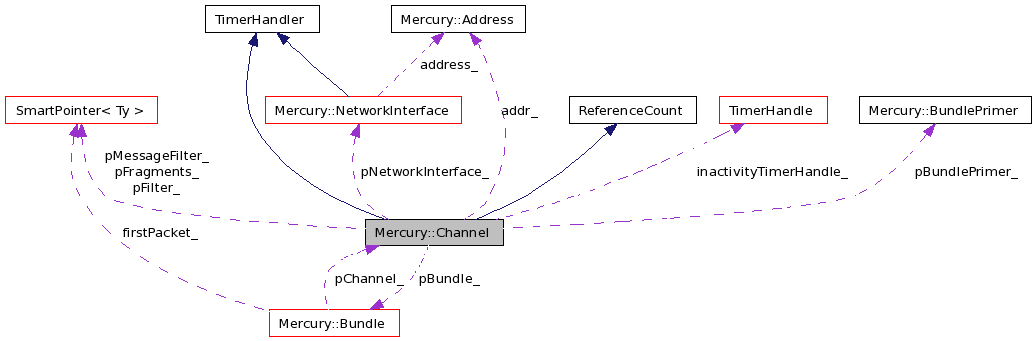 TimerHandler
Mercury::Address
address_
SmartPointer< Ty >
Mercury::NetworkInterface
addr_
ReferenceCount
TimerHandle
Mercury::BundlePrimer
pMessageFilter_
pFragments_
pFilter_
pNetworkInterface_
inactivityTimerHandle_
pBundlePrimer_
firstPacket_
Mercury::Channel
pChannel_
pBundle_
Mercury::Bundle